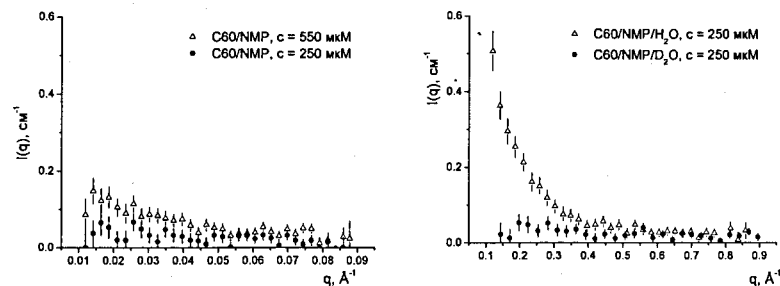 C60/NMP, c = 550 мкМ
C60/NMP, c = 250 мкМ
I(q), см⁻¹
0.6
0.4
0.2
0.0
0.01 0.02 0.03 0.04 0.05 0.06 0.07 0.08 0.09
q, Å⁻¹
C60/NMP/H₂O, c = 250 мкМ
C60/NMP/D₂O, c = 250 мкМ
I(q), см⁻¹
0.6
0.4
0.2
0.0
0.1 0.2 0.3 0.4 0.5 0.6 0.7 0.8 0.9
q, Å⁻¹